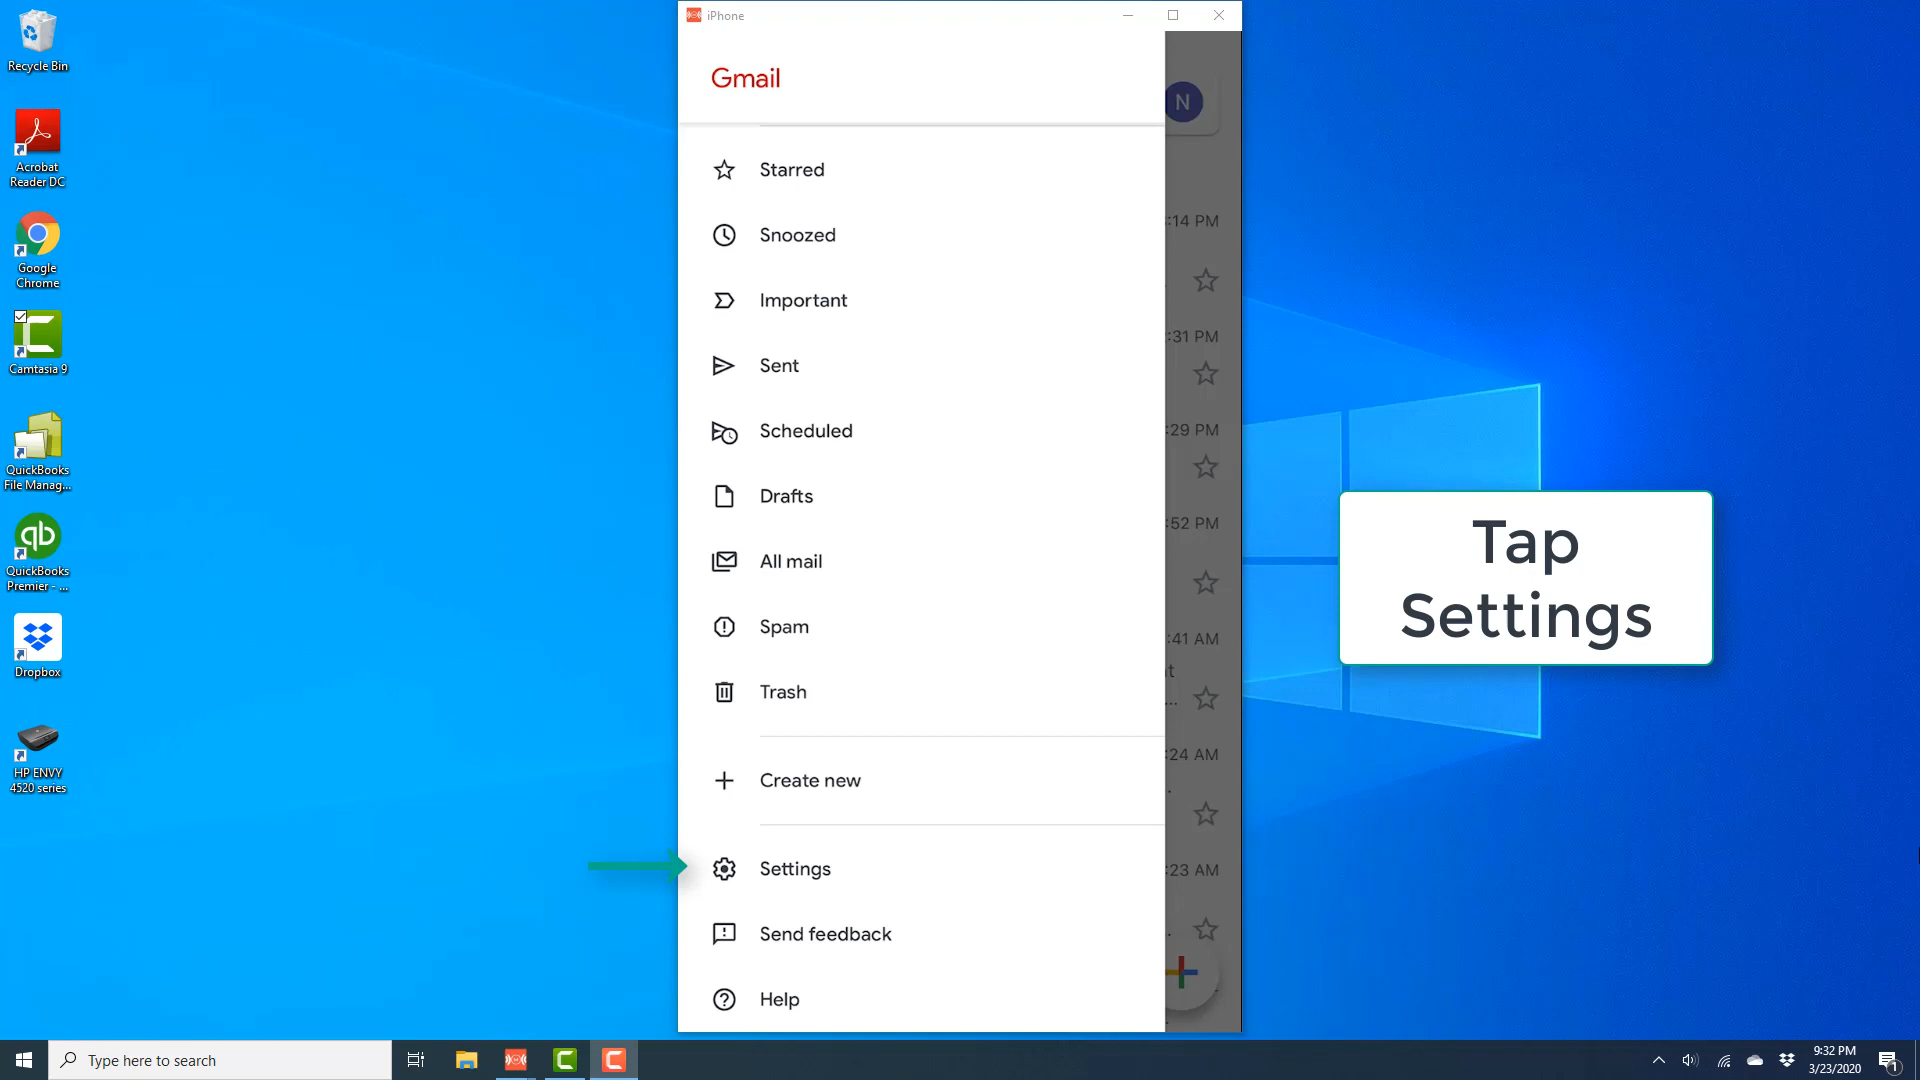 Recycle Bin
Acrobat
Reader DC
Google
Chrome
Camtasia 9
QuickBooks
File Manag...
qb
QuickBooks
Premier - ...
Dropbox
HP ENVY
4520 series
iPhone
Gmail
N
Starred
Snoozed
Important
Sent
Scheduled
Drafts
All mail
Spam
Trash
Create new
Settings
Send feedback
Help
:14 PM
:31 PM
:29 PM
:52 PM
:41 AM
:24 AM
:23 AM
Tap
Settings
Type here to search
9:32 PM
3/23/2020
1